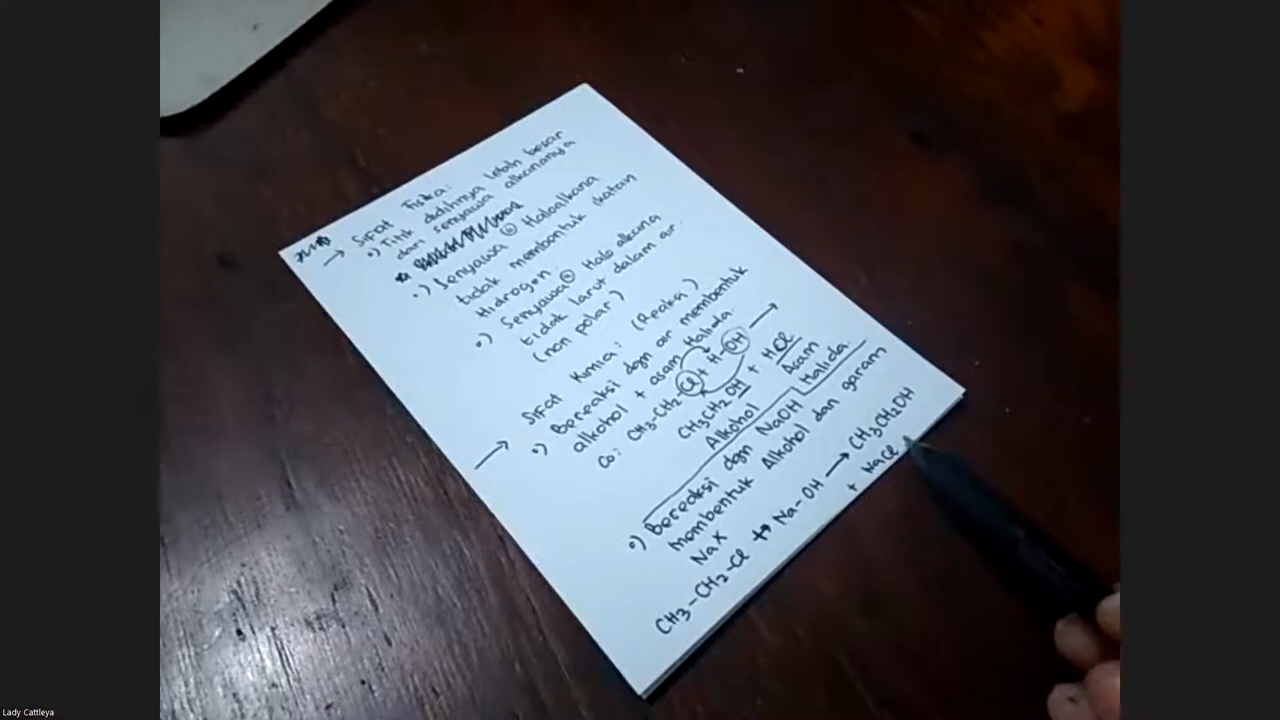 → Sifat Fisika:
•) Titik didihnya lebih besar
dari senyawa alkananya
•) Senyawa Haloalkana
tidak membentuk ikatan
Hidrogen
•) Senyawa Haloalkana
tidak larut dalam air.
(non polar)
→ Sifat Kimia: (Reaksi)
•) Bereaksi dgn air membentuk
alkohol + asam Halida.
Co: CH3-CH2-Cl + H-OH →
CH3CH2OH + HCl
Alkohol Asam
Halida.
•) Bereaksi dgn NaOH
membentuk Alkohol dan garam
NaX
CH3-CH2-Cl + Na-OH → CH3CH2OH
+ NaCl
Lady Cattleya